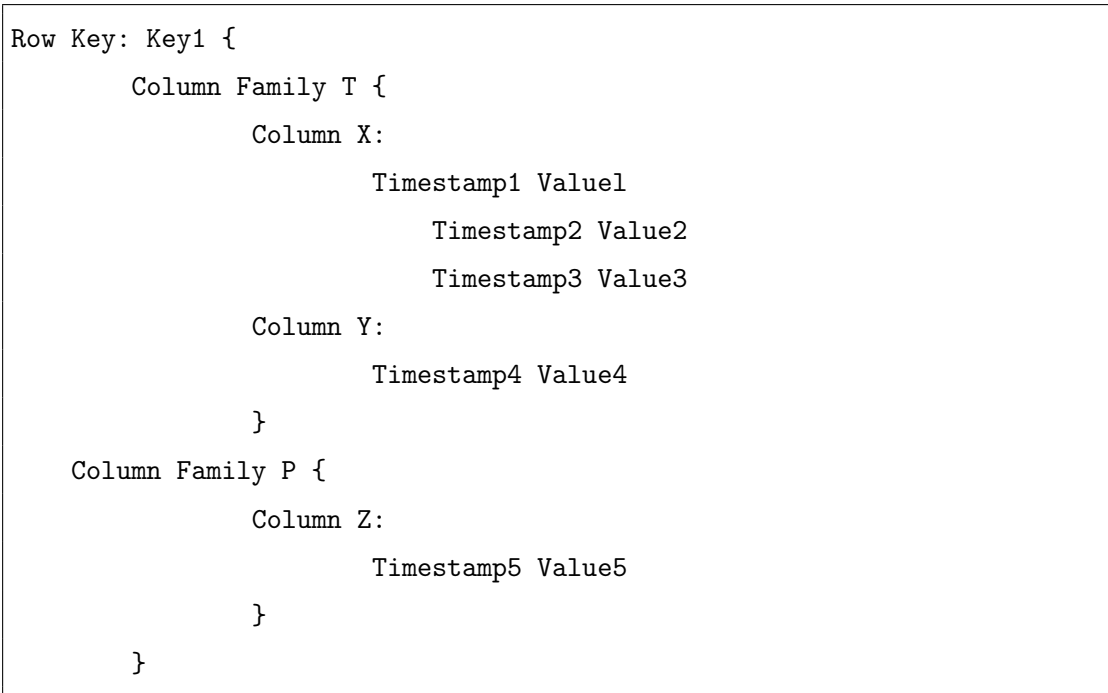 Row Key: Key1 {
Column Family T {
Column X:
Timestamp1 Valuel
Timestamp2 Value2
Timestamp3 Value3
Column Y:
Timestamp4 Value4
}
Column Family P {
Column Z:
Timestamp5 Value5
}
}